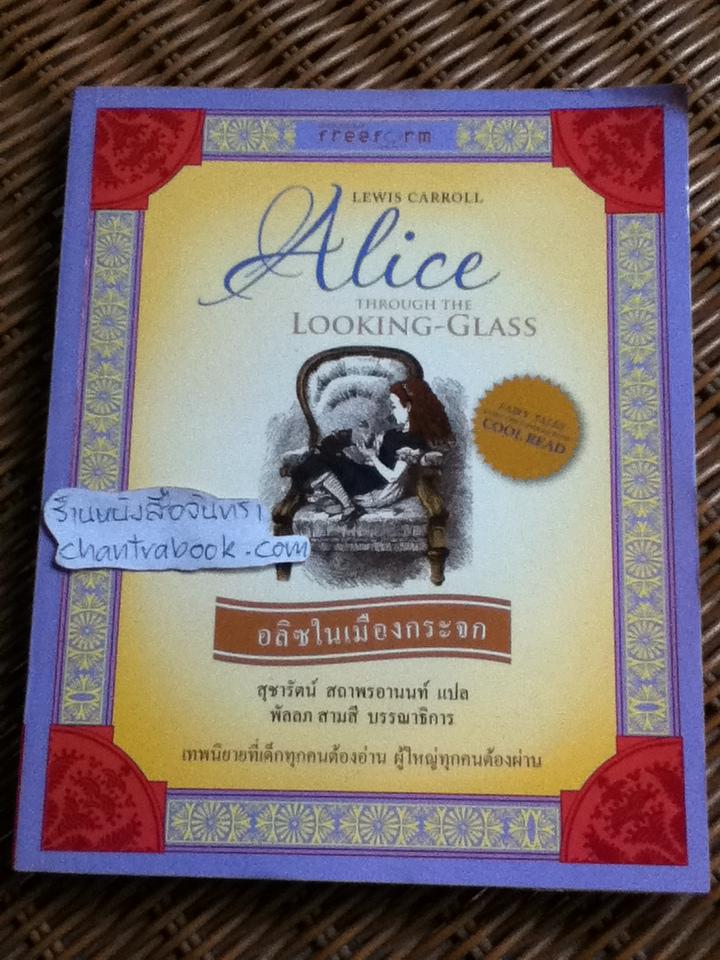 freeform
LEWIS CARROLL
Alice
THROUGH THE
LOOKING-GLASS
FAIRY TALES
COOL READ
ร้านหนังสือจันทรา
chantrabook.com
อลิซในเมืองกระจก
สุชารัตน์ สถาพรอานนท์ แปล
พัลลภ สามสี บรรณาธิการ
เทพนิยายที่เด็กทุกคนต้องอ่าน ผู้ใหญ่ทุกคนต้องผ่าน